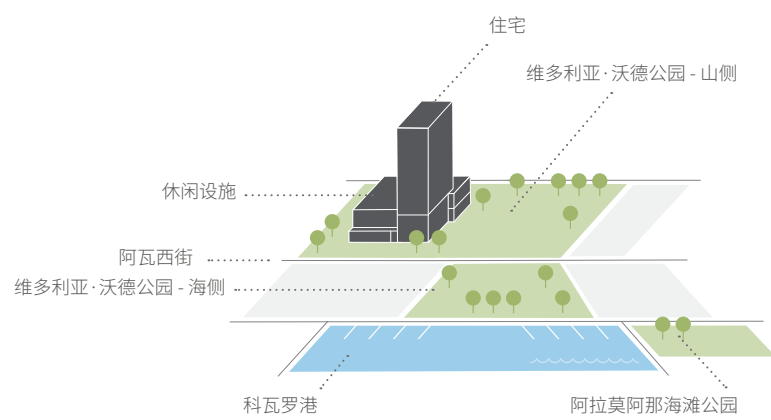 住宅
维多利亚·沃德公园 - 山侧
休闲设施
阿瓦西街
维多利亚·沃德公园 - 海侧
科瓦罗港
阿拉莫阿那海滩公园